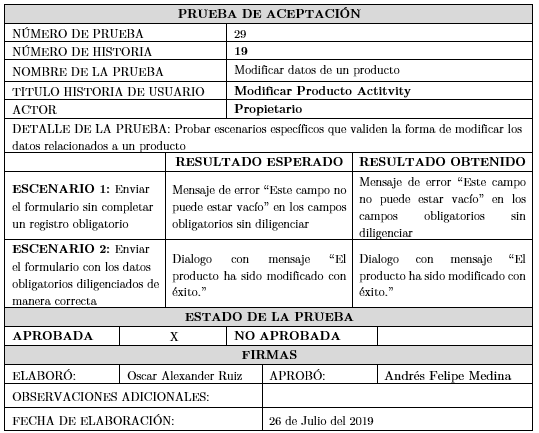 PRUEBA DE ACEPTACIÓN
NÚMERO DE PRUEBA 29
NÚMERO DE HISTORIA 19
NOMBRE DE LA PRUEBA Modificar datos de un producto
TÍTULO HISTORIA DE USUARIO Modificar Producto Actitvity
ACTOR Propietario
DETALLE DE LA PRUEBA: Probar escenarios específicos que validen la forma de modificar los
datos relacionados a un producto
RESULTADO ESPERADO RESULTADO OBTENIDO
ESCENARIO 1: Enviar
el formulario sin completar
un registro obligatorio
Mensaje de error “Este campo no
puede estar vacío” en los campos
obligatorios sin diligenciar
Mensaje de error “Este campo
no puede estar vacío” en los
campos obligatorios sin
diligenciar
ESCENARIO 2: Enviar
el formulario con los datos
obligatorios diligenciados de
manera correcta
Dialogo con mensaje “El
producto ha sido modificado con
éxito.”
Dialogo con mensaje “El
producto ha sido modificado con
éxito.”
ESTADO DE LA PRUEBA
APROBADA X NO APROBADA
FIRMAS
ELABORÓ: Oscar Alexander Ruiz APROBÓ: Andrés Felipe Medina
OBSERVACIONES ADICIONALES:
FECHA DE ELABORACIÓN: 26 de Julio del 2019